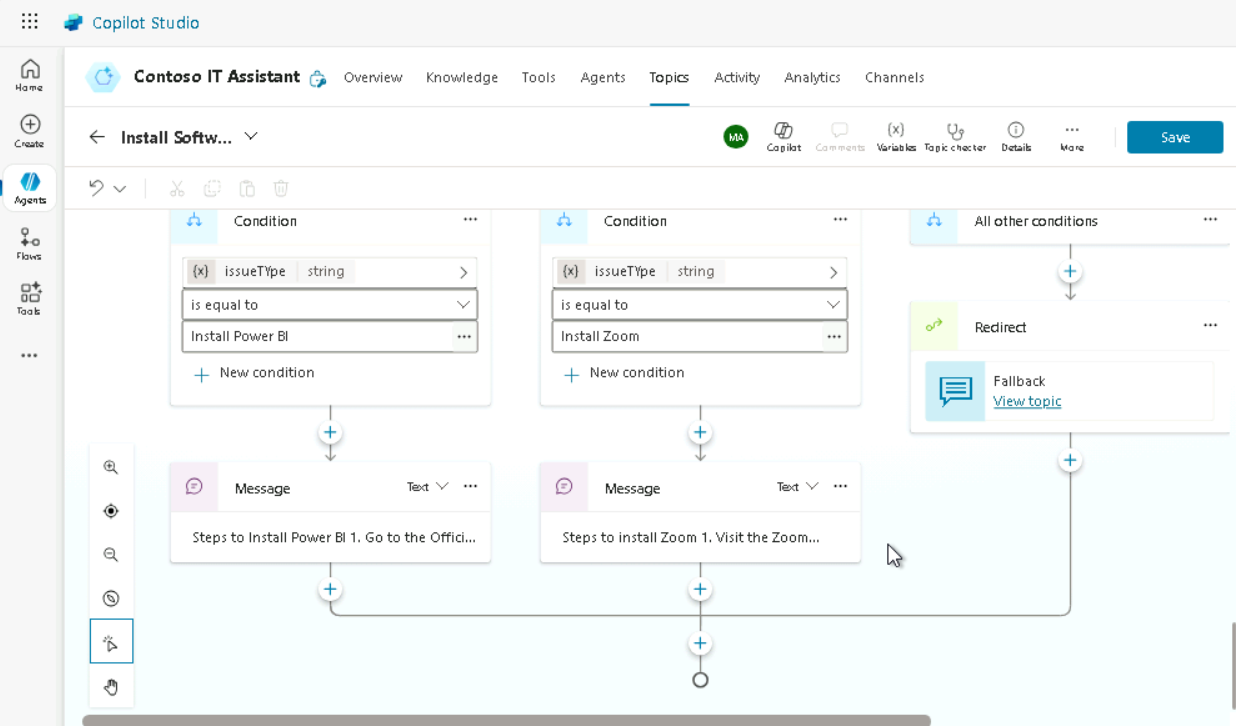 Copilot Studio
Home
Create
Agents
Flows
Tools
Contoso IT Assistant
Overview
Knowledge
Tools
Agents
Topics
Activity
Analytics
Channels
Install Softw...
MA
Copilot
Comments
{x}
Variables
Topic checker
Details
More
Save
Condition
{x} issueTYpe string
is equal to
Install Power BI
New condition
Message
Text
Steps to Install Power BI 1. Go to the Offici...
Condition
{x} issueTYpe string
is equal to
Install Zoom
New condition
Message
Text
Steps to install Zoom 1. Visit the Zoom...
All other conditions
Redirect
Fallback
View topic